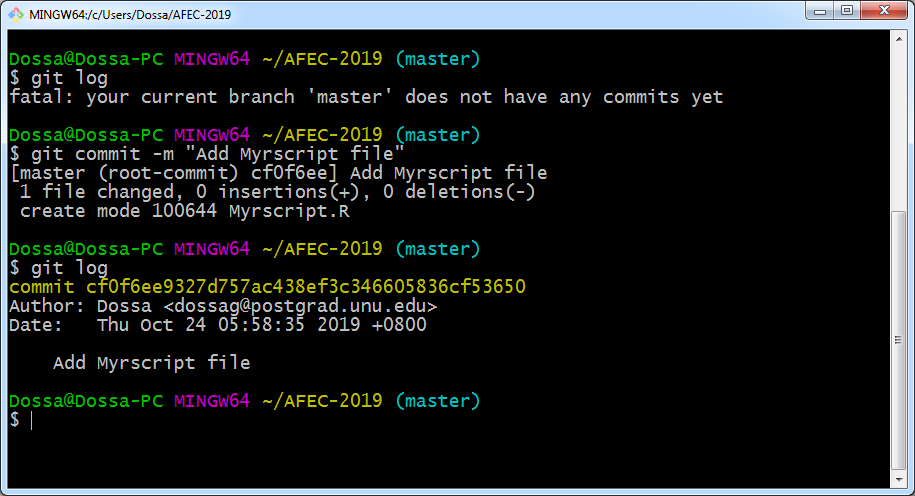 MINGW64:/c/Users/Dossa/AFEC-2019
Dossa@Dossa-PC MINGW64 ~/AFEC-2019 (master)
$ git log
fatal: your current branch 'master' does not have any commits yet
Dossa@Dossa-PC MINGW64 ~/AFEC-2019 (master)
$ git commit -m "Add Myrscript file"
[master (root-commit) cf0f6ee] Add Myrscript file
 1 file changed, 0 insertions(+), 0 deletions(-)
 create mode 100644 Myrscript.R
Dossa@Dossa-PC MINGW64 ~/AFEC-2019 (master)
$ git log
commit cf0f6ee9327d757ac438ef3c346605836cf53650
Author: Dossa <dossag@postgrad.unu.edu>
Date:   Thu Oct 24 05:58:35 2019 +0800
    Add Myrscript file
Dossa@Dossa-PC MINGW64 ~/AFEC-2019 (master)
$